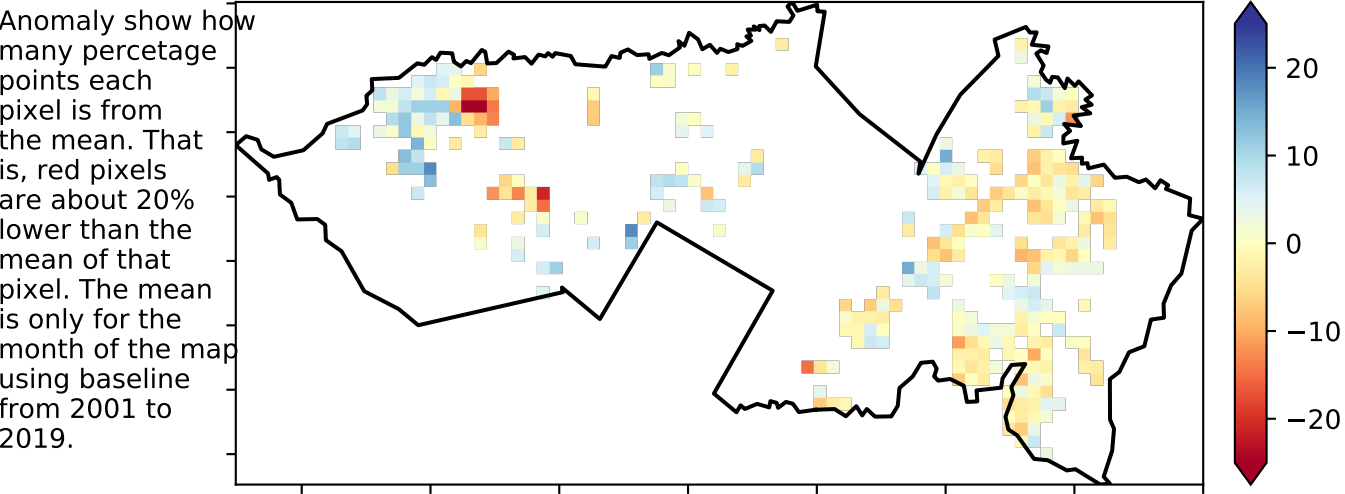 Anomaly show how
many percetage
points each
pixel is from
the mean. That
is, red pixels
are about 20%
lower than the
mean of that
pixel. The mean
is only for the
month of the map
using baseline
from 2001 to
2019.
20
10
0
−10
−20